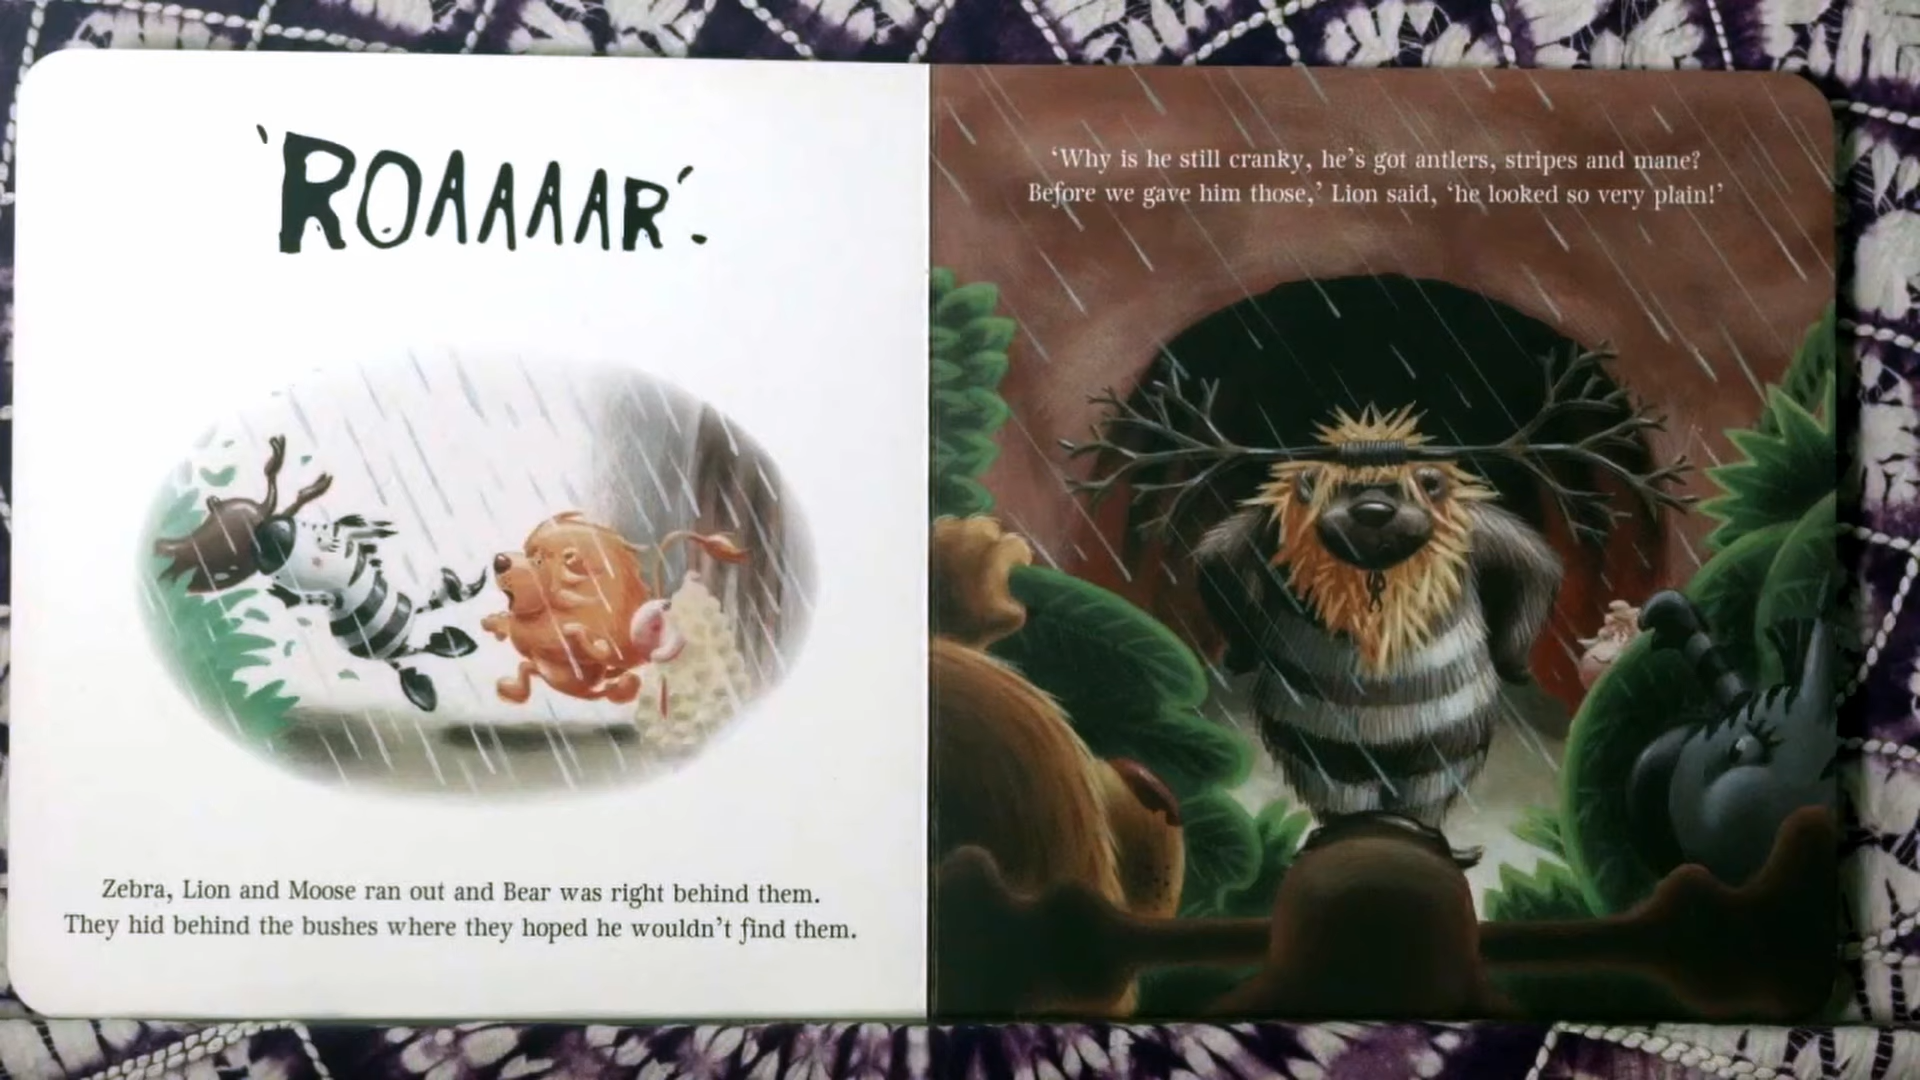 ‘ROAAAAR’.
Zebra, Lion and Moose ran out and Bear was right behind them.
They hid behind the bushes where they hoped he wouldn’t find them.
‘Why is he still cranky, he’s got antlers, stripes and mane?
Before we gave him those,’ Lion said, ‘he looked so very plain!’